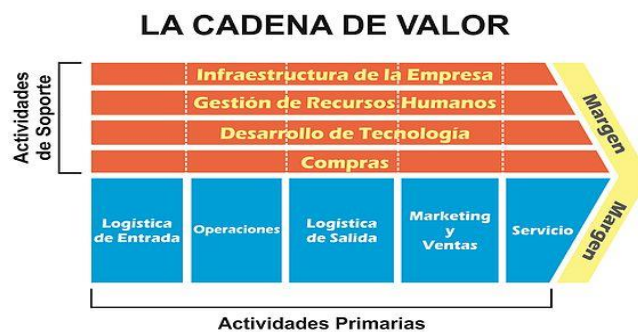 LA CADENA DE VALOR
Actividades
de Soporte
Infraestructura de la Empresa
Gestión de Recursos Humanos
Desarrollo de Tecnología
Compras
Margen
Logística
de Entrada
Operaciones
Logística
de Salida
Marketing
y
Ventas
Servicio
Margen
Actividades Primarias